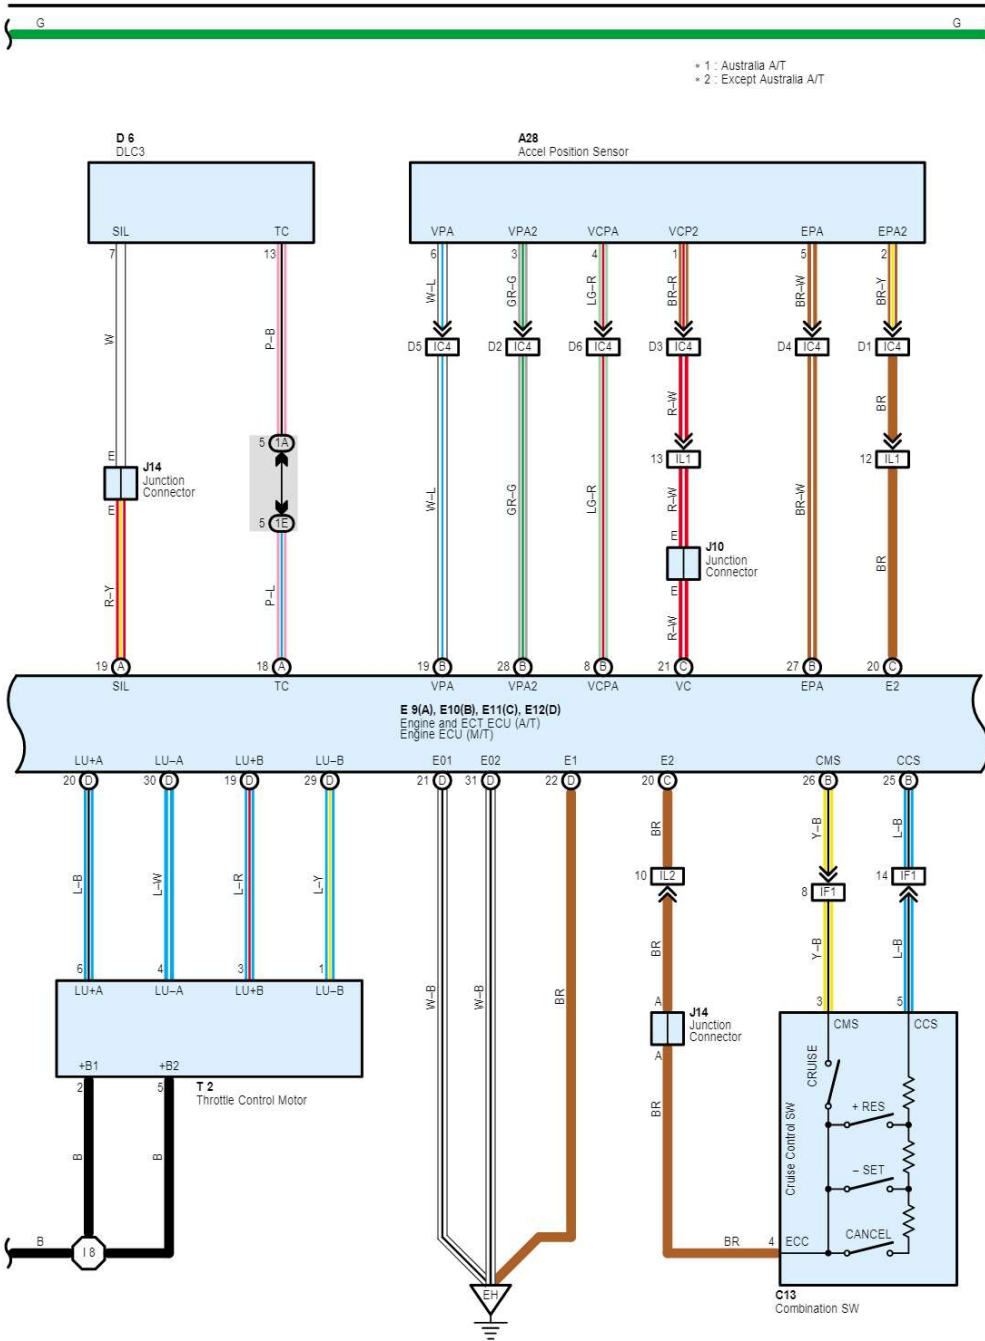 G G
* 1 : Australia A/T
* 2 : Except Australia A/T
D 6
DLC3
A28
Accel Position Sensor
SIL TC VPA VPA2 VCPA VCP2 EPA EPA2
7 13 6 3 4 1 5 2
W P–B W–L GR–G LG–R BR–R BR–W BR–Y
D5 IC4 D2 IC4 D6 IC4 D3 IC4 D4 IC4 D1 IC4
R–W BR
5 1A
E 13 IL1 12 IL1
J14
Junction
Connector
E
W–L GR–G LG–R R–W BR–W BR
5 1E
E
J10
Junction
Connector
E
R–Y P–L R–W
19 A 18 A 19 B 28 B 8 B 21 C 27 B 20 C
SIL TC VPA VPA2 VCPA VC EPA E2
E 9(A), E10(B), E11(C), E12(D)
Engine and ECT ECU (A/T)
Engine ECU (M/T)
LU+A LU–A LU+B LU–B E01 E02 E1 E2 CMS CCS
20 D 30 D 19 D 29 D 21 D 31 D 22 D 20 C 26 B 25 B
BR Y–B L–B
L–B L–W L–R L–Y
10 IL2 8 IF1 14 IF1
BR Y–B L–B
6 4 3 1
LU+A LU–A LU+B LU–B
W–B W–B BR
A 3 5
J14
Junction
Connector
A
CMS CCS
+B1 +B2
2 5
T 2
Throttle Control Motor
BR
CRUISE
Cruise Control SW
+ RES
– SET
CANCEL
B B
B I 8
BR 4 ECC
EH
C13
Combination SW